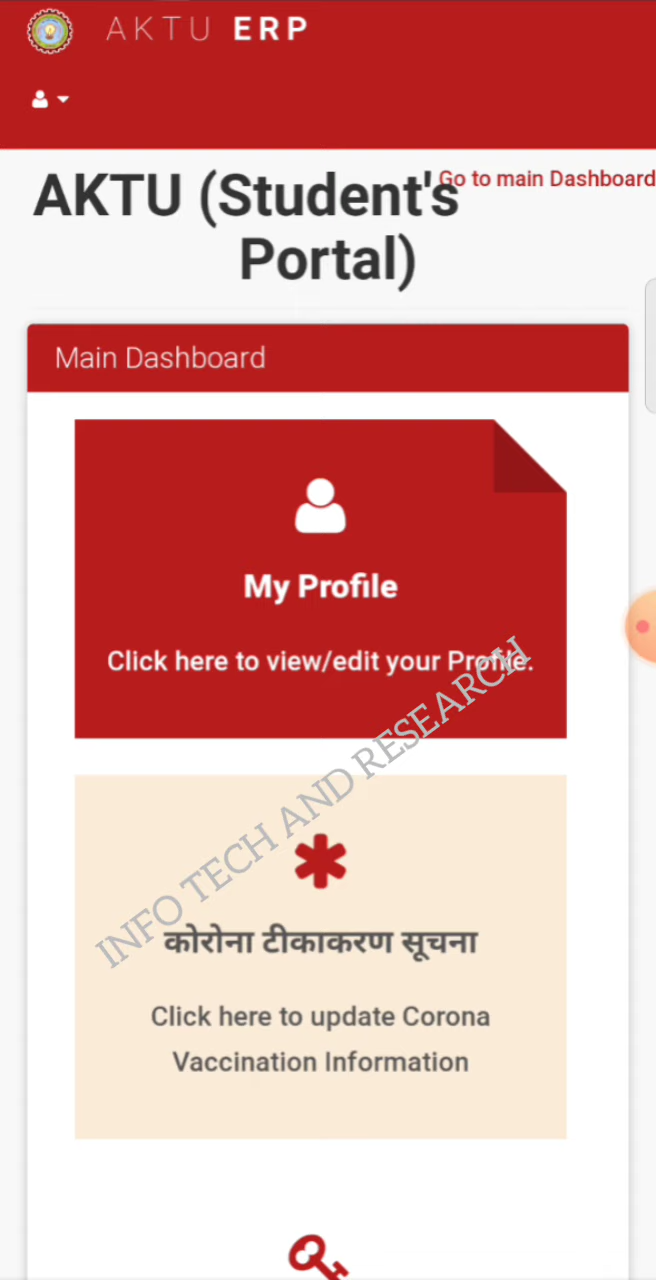 AKTU ERP
AKTU (Student's
Portal)
Go to main Dashboard
Main Dashboard
My Profile
Click here to view/edit your Profile.
INFO TECH AND RESEARCH
कोरोना टीकाकरण सूचना
Click here to update Corona
Vaccination Information